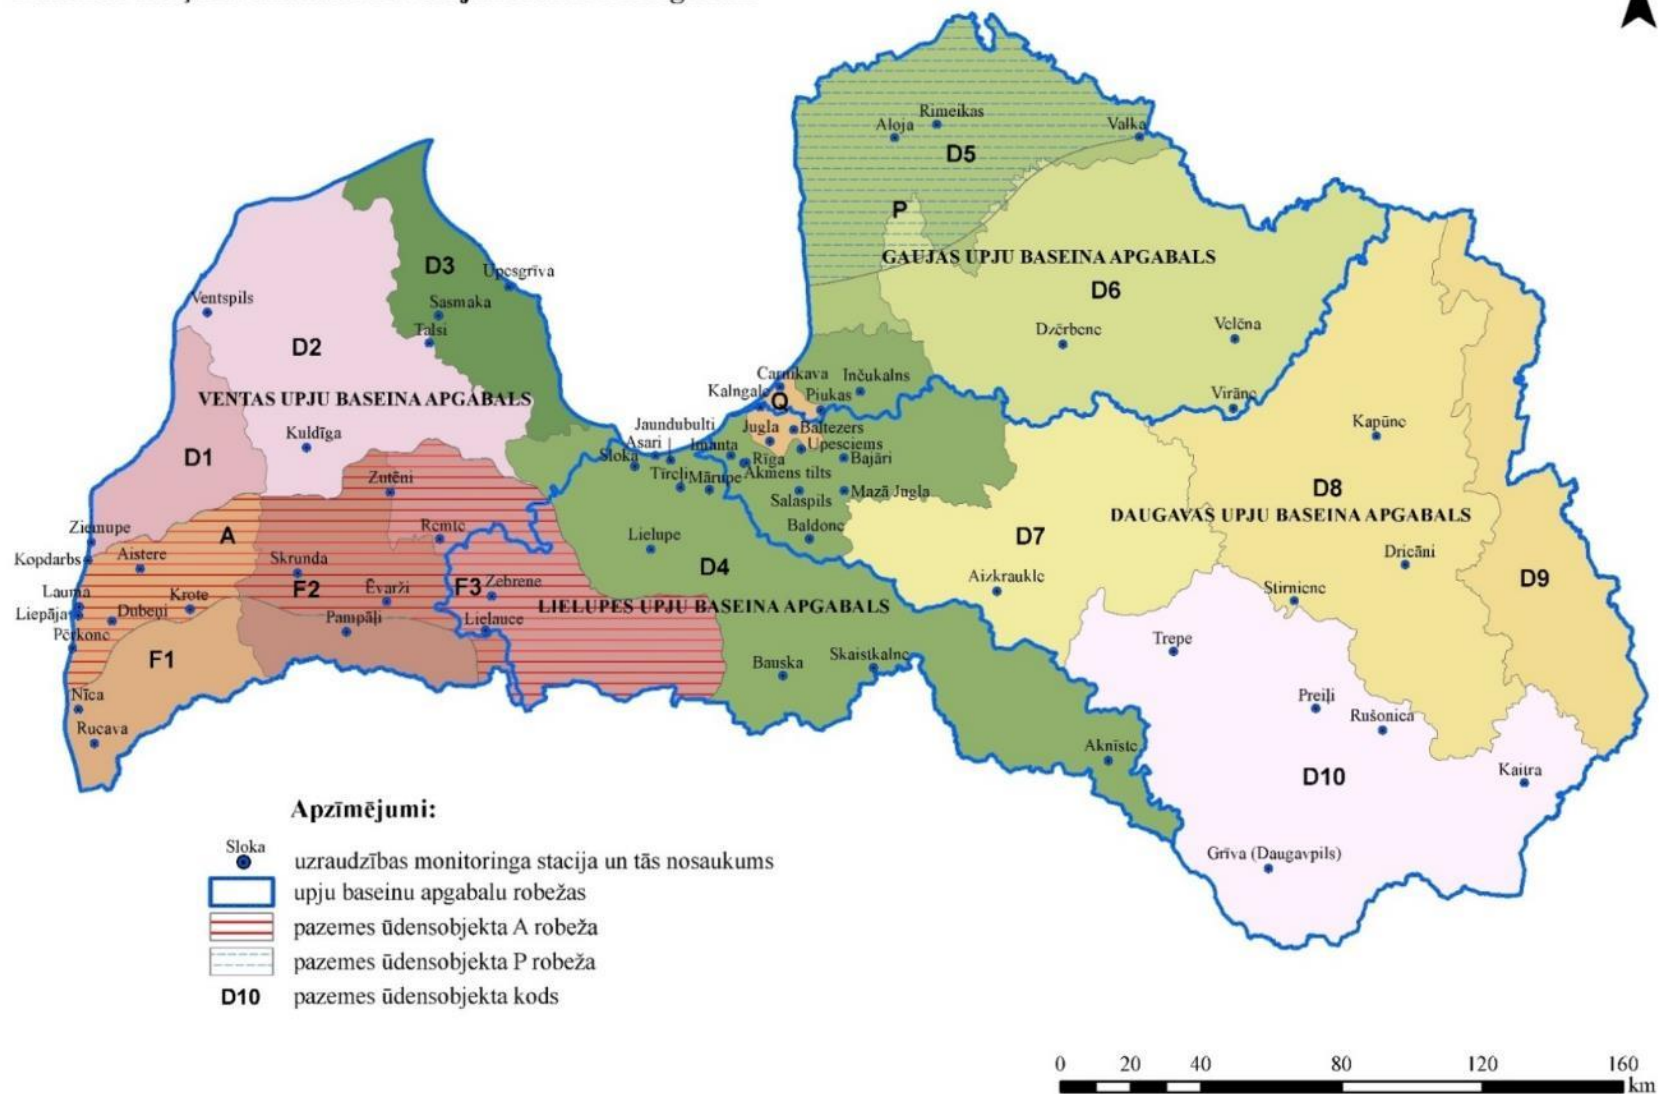 Rimeikas
Aloja
Valka
D5
P
GAUJAS UPJU BASEINA APGABALS
D3
Upesgrīva
Ventspils
Sasmaka
Talsi
D6
D2
Dzērbene
Velēna
VENTAS UPJU BASEINA APGABALS
Carnikava
Inčukalns
Kalngale
Q
Piukas
Virāne
Kuldīga
Jaundubulti
Jugla
Baltezers
Kapūne
Asari
Imanta
Upesciems
D1
Sloka
Rīga
Bajāri
Zutēni
Tīreļi
Mārupe
Akmens tilts
D8
Salaspils
Mazā Jugla
DAUGAVAS UPJU BASEINA APGABALS
Ziemupe
A
Remte
Lielupe
Baldone
D7
Kopdarbs
Aistere
Skrunda
D4
Dricāni
F2
Ēvarži
F3
Zebrene
Aizkraukle
Stirniene
D9
Lauma
Krote
LIELUPES UPJU BASEINA APGABALS
Liepāja
Dubeņi
Pampāļi
Lielauce
Pērkone
Trepe
F1
Bauska
Skaistkalne
Nīca
Preiļi
Rušonica
Rucava
Aknīste
D10
Kaitra
Apzīmējumi:
Grīva (Daugavpils)
Sloka
uzraudzības monitoringa stacija un tās nosaukums
upju baseinu apgabalu robežas
pazemes ūdensobjekta A robeža
pazemes ūdensobjekta P robeža
D10 pazemes ūdensobjekta kods
0 20 40 80 120 160
km